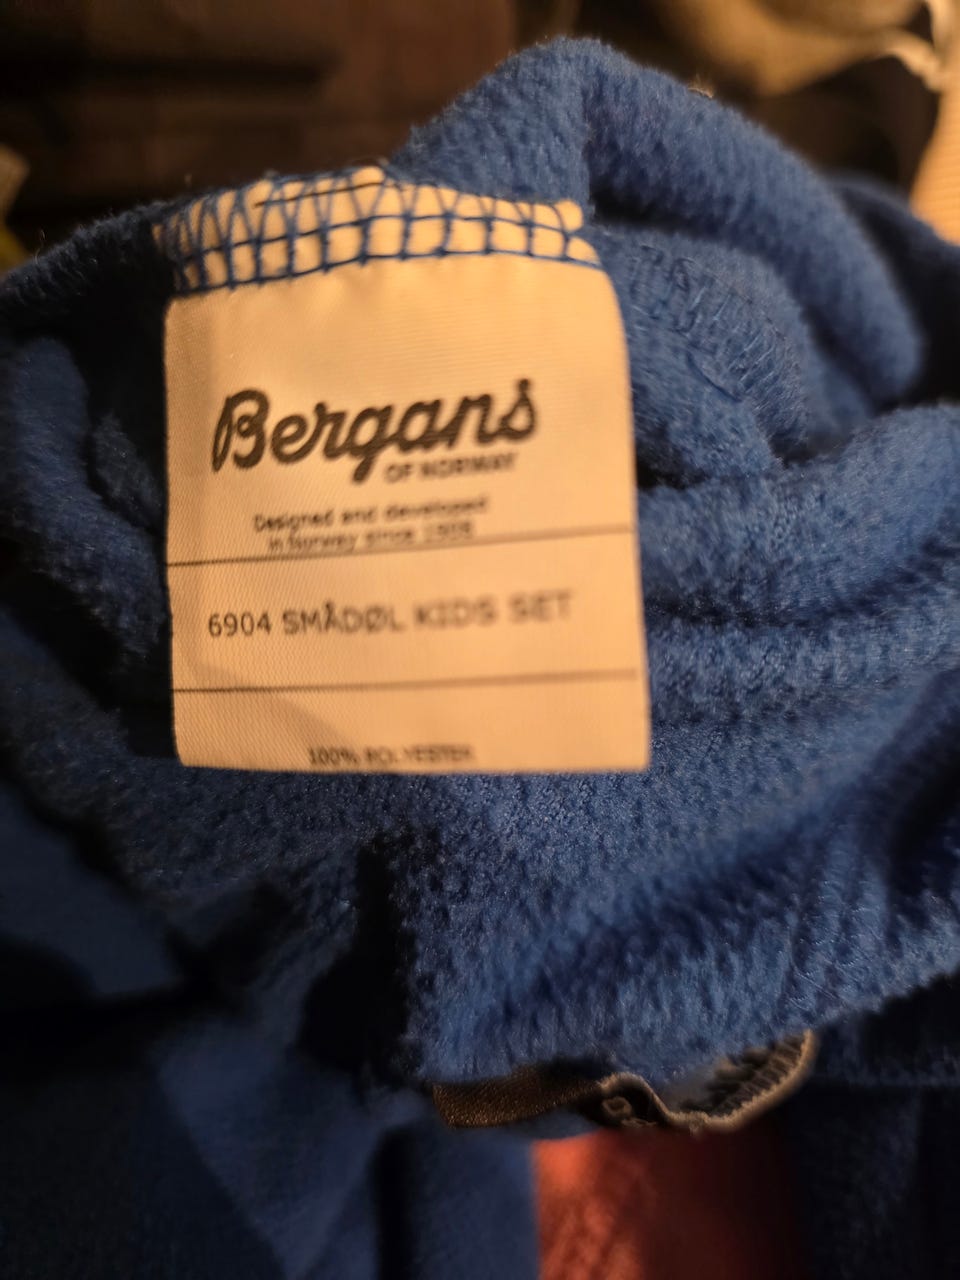 Bergans
OF NORWAY
Designed and developed
in Norway since 1908
6904 SMÅDØL KIDS SET
100% POLYESTER